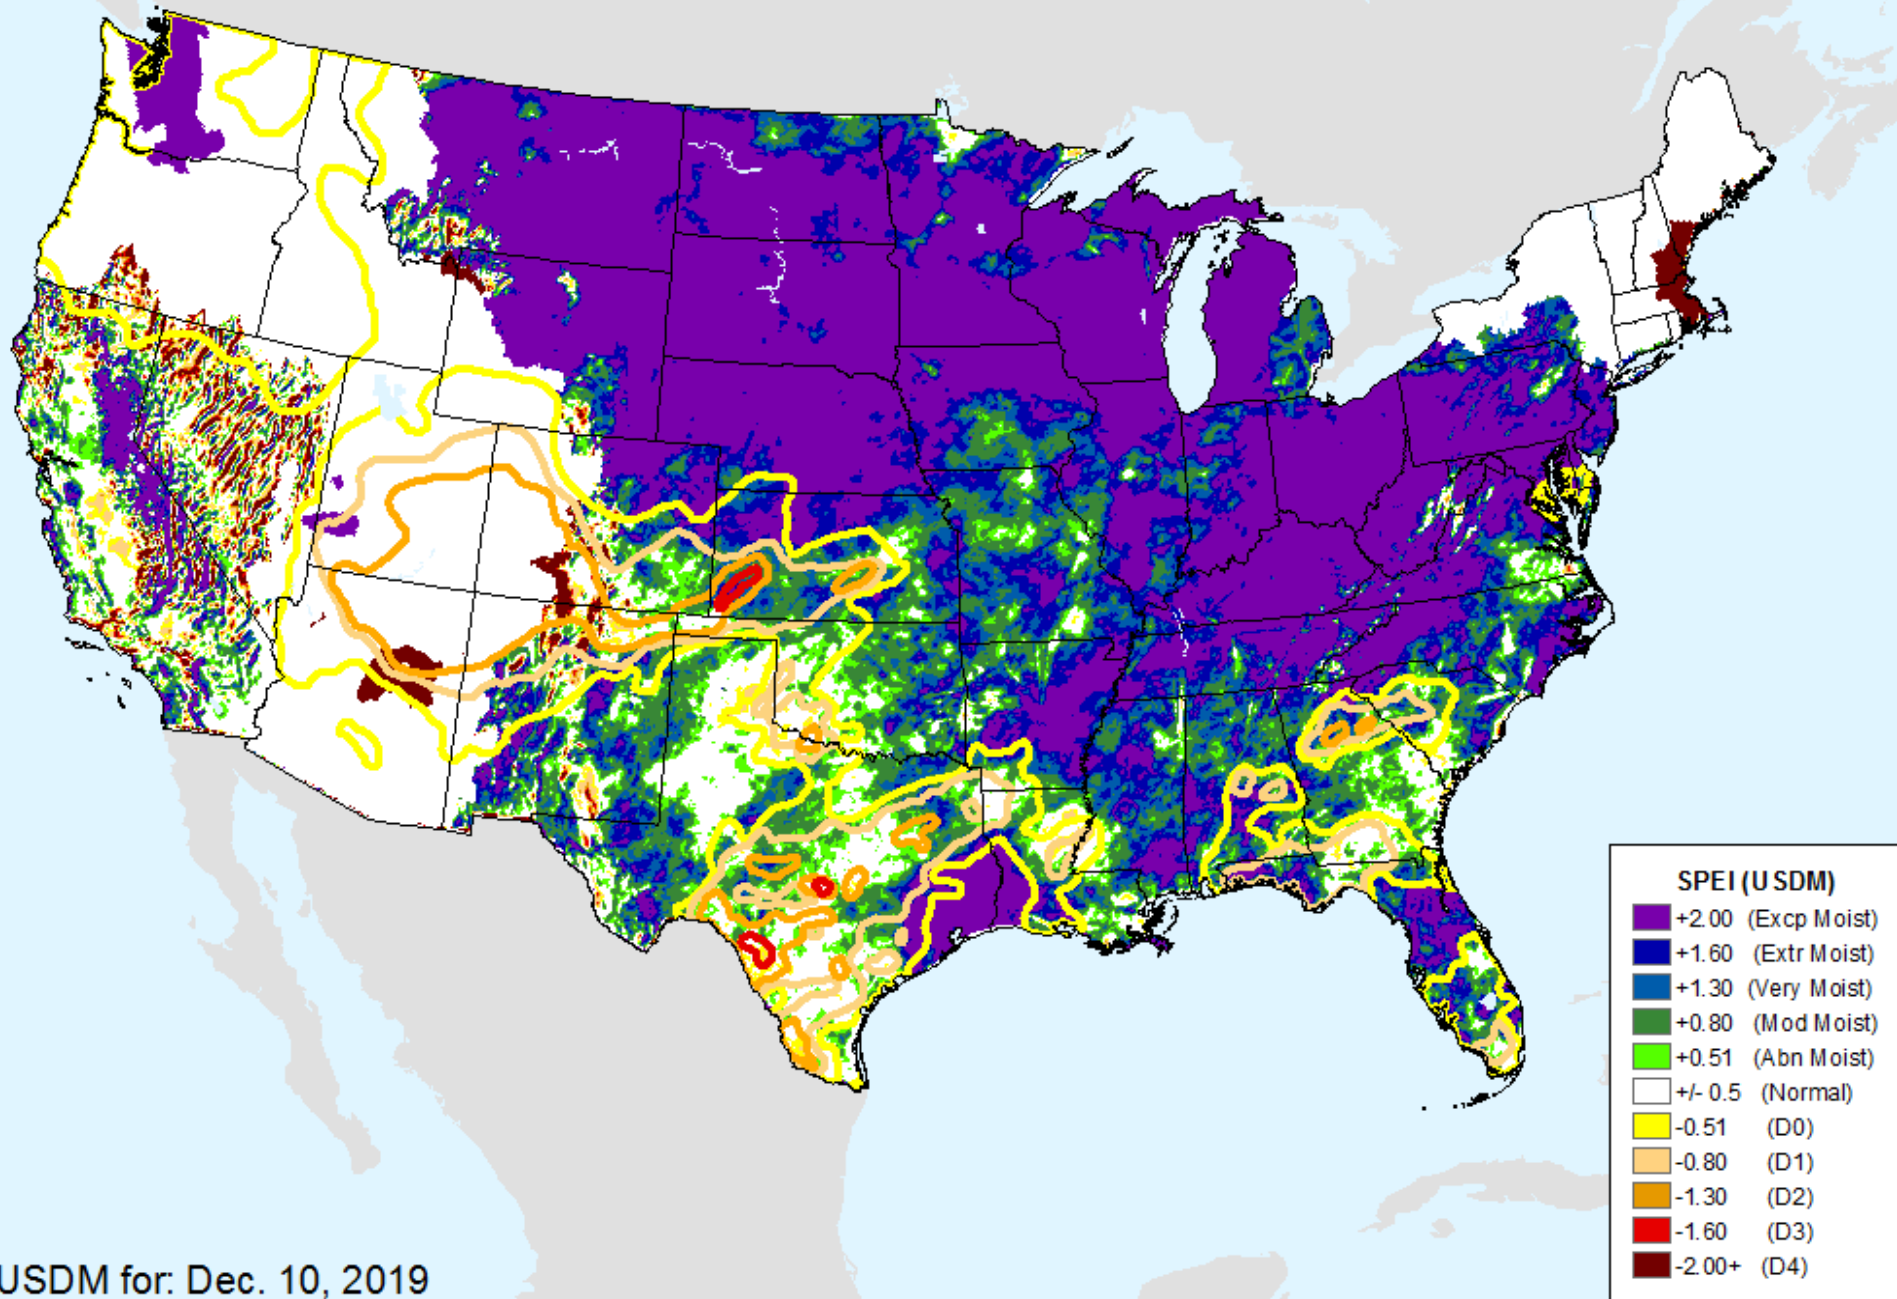 SPEI (USDM)
+2.00 (Excp Moist)
+1.60 (Extr Moist)
+1.30 (Very Moist)
+0.80 (Mod Moist)
+0.51 (Abn Moist)
+/- 0.5 (Normal)
-0.51 (D0)
-0.80 (D1)
-1.30 (D2)
-1.60 (D3)
-2.00+ (D4)
USDM for: Dec. 10, 2019